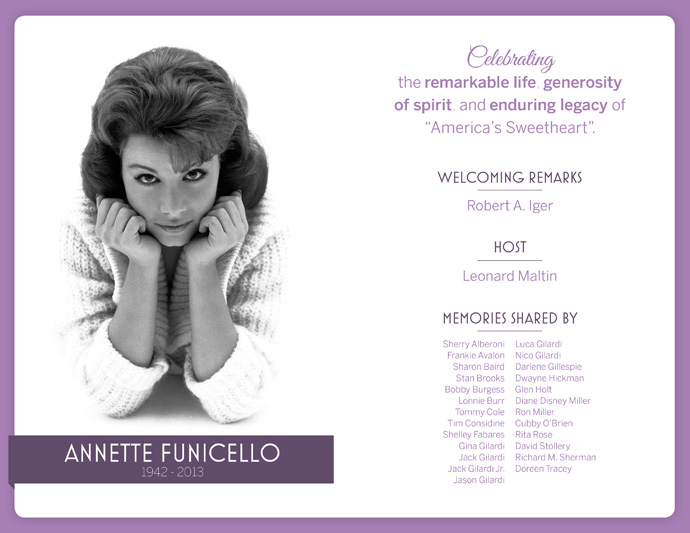 Celebrating
the remarkable life, generosity
of spirit, and enduring legacy of
“America’s Sweetheart”.
WELCOMING REMARKS
Robert A. Iger
HOST
Leonard Maltin
MEMORIES SHARED BY
Sherry Alberoni
Frankie Avalon
Sharon Baird
Stan Brooks
Bobby Burgess
Lonnie Burr
Tommy Cole
Tim Considine
Shelley Fabares
Gina Gilardi
Jack Gilardi
Jack Gilardi Jr.
Jason Gilardi
Luca Gilardi
Nico Gilardi
Darlene Gillespie
Dwayne Hickman
Glen Holt
Diane Disney Miller
Ron Miller
Cubby O’Brien
Rita Rose
David Stollery
Richard M. Sherman
Doreen Tracey
ANNETTE FUNICELLO
1942 - 2013